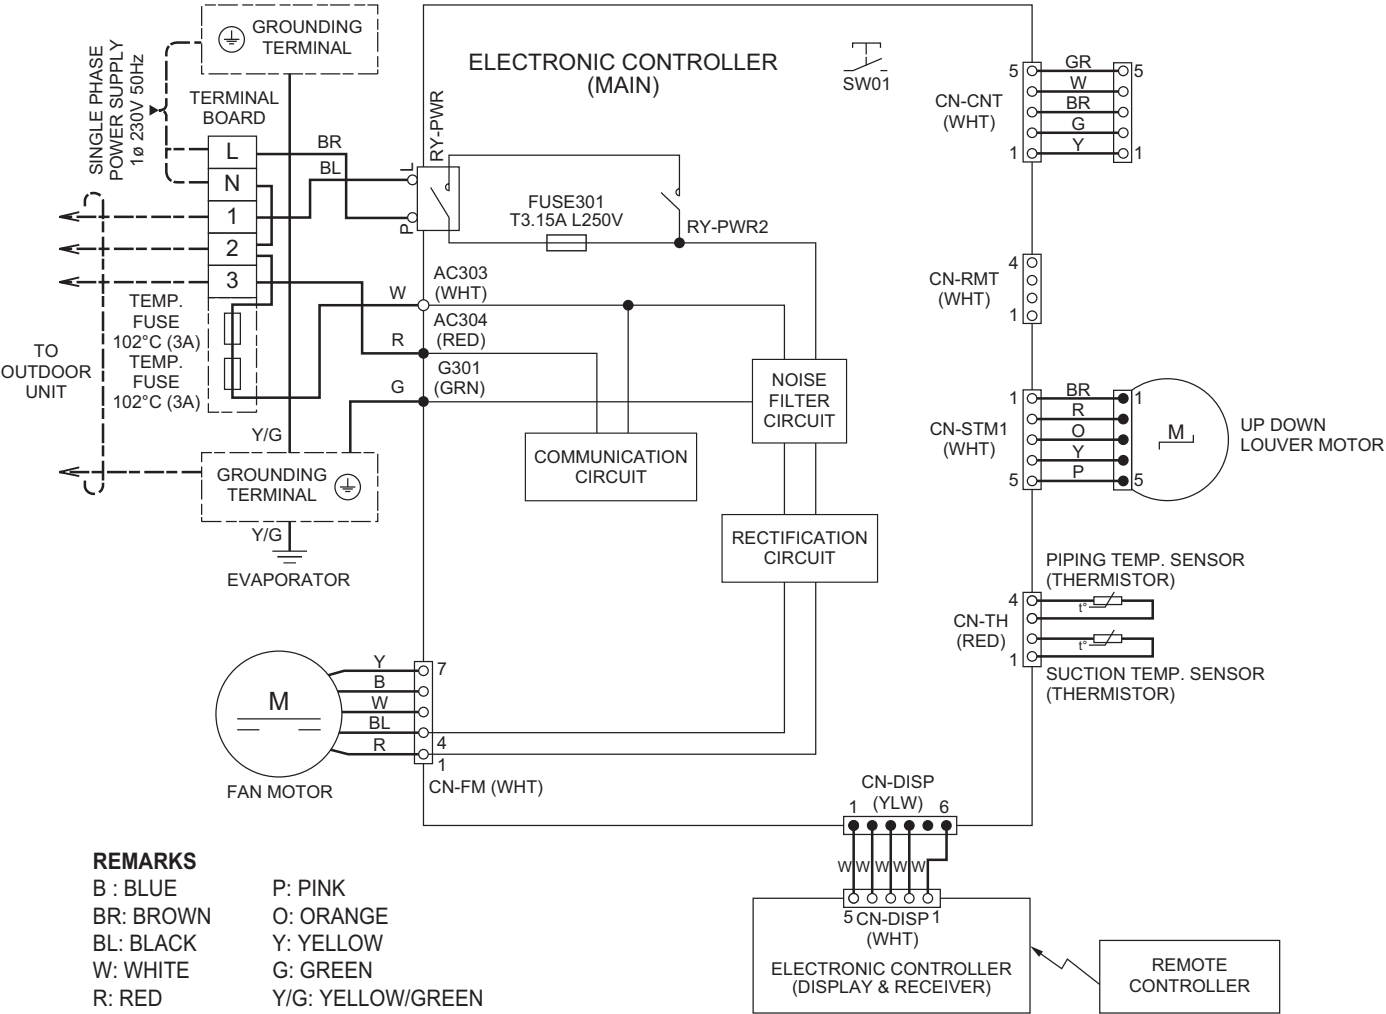 GROUNDING
TERMINAL
SINGLE PHASE
POWER SUPPLY
1ø 230V 50Hz
TERMINAL
BOARD
L
N
1
2
3
BR
BL
L
P
RY-PWR
ELECTRONIC CONTROLLER
(MAIN)
SW01
FUSE301
T3.15A L250V
RY-PWR2
5
CN-CNT
(WHT)
1
GR
W
BR
G
Y
5
1
4
CN-RMT
(WHT)
1
TEMP.
FUSE
102°C (3A)
TEMP.
FUSE
102°C (3A)
TO
OUTDOOR
UNIT
W
AC303
(WHT)
R
AC304
(RED)
G
G301
(GRN)
NOISE
FILTER
CIRCUIT
COMMUNICATION
CIRCUIT
RECTIFICATION
CIRCUIT
Y/G
GROUNDING
TERMINAL
Y/G
EVAPORATOR
1
CN-STM1
(WHT)
5
BR
R
O
Y
P
1
5
M
UP DOWN
LOUVER MOTOR
PIPING TEMP. SENSOR
(THERMISTOR)
4
CN-TH
(RED)
1
t°
t°
SUCTION TEMP. SENSOR
(THERMISTOR)
M
FAN MOTOR
Y
B
W
BL
R
7
4
1
CN-FM (WHT)
CN-DISP
(YLW)
1 6
W W W W W
5 CN-DISP 1
(WHT)
ELECTRONIC CONTROLLER
(DISPLAY & RECEIVER)
REMOTE
CONTROLLER
REMARKS
B : BLUE P: PINK
BR: BROWN O: ORANGE
BL: BLACK Y: YELLOW
W: WHITE G: GREEN
R: RED Y/G: YELLOW/GREEN